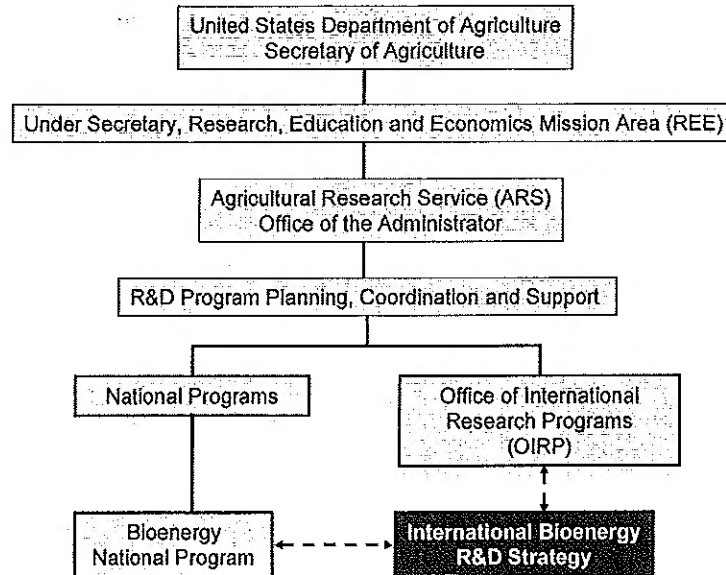 United States Department of Agriculture
Secretary of Agriculture
Under Secretary, Research, Education and Economics Mission Area (REE)
Agricultural Research Service (ARS)
Office of the Administrator
R&D Program Planning, Coordination and Support
National Programs
Office of International
Research Programs
(OIRP)
Bioenergy
National Program
International Bioenergy
R&D Strategy